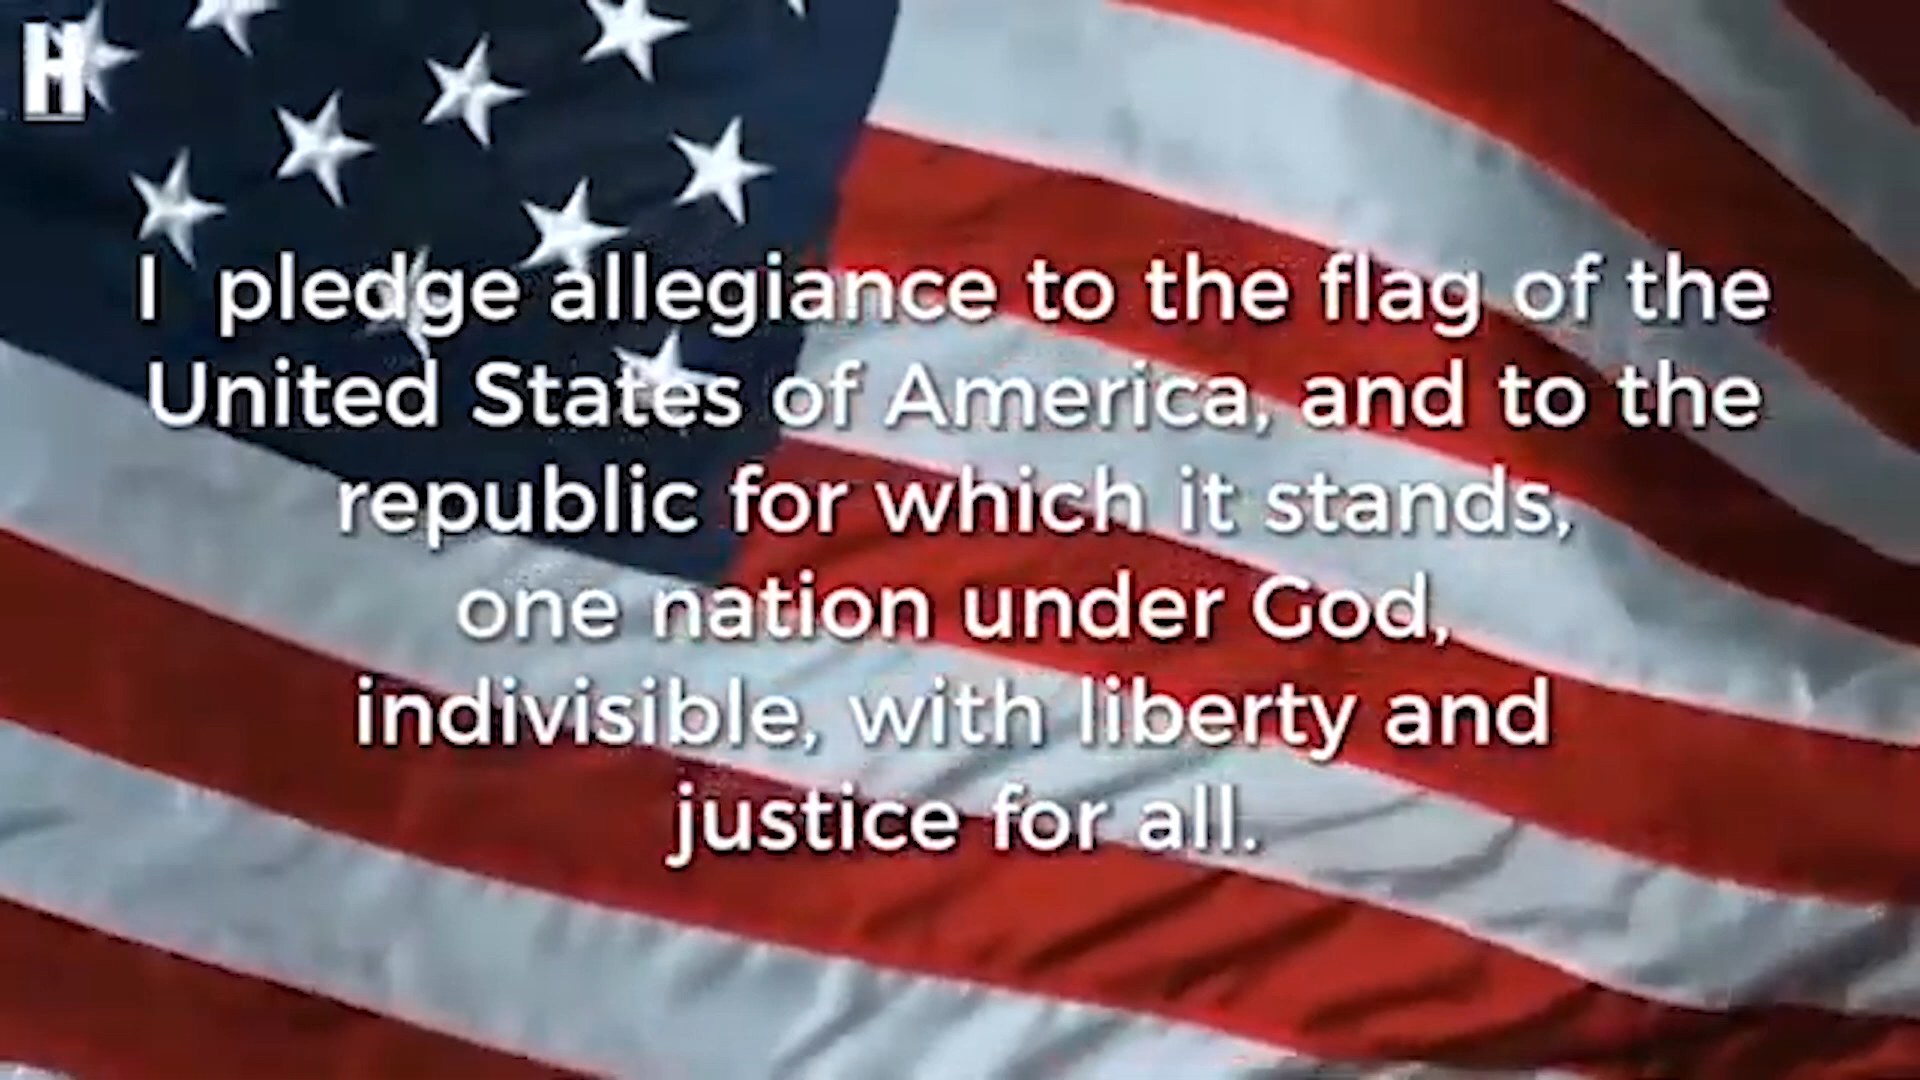 H
I pledge allegiance to the flag of the
United States of America, and to the
republic for which it stands,
one nation under God,
indivisible, with liberty and
justice for all.